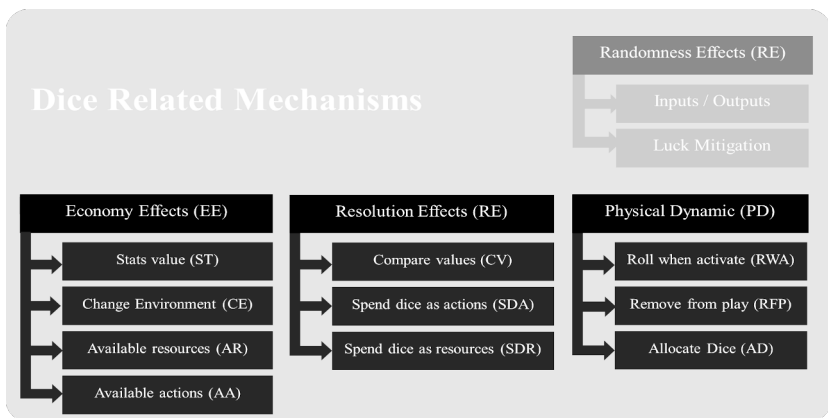 Dice Related Mechanisms
Randomness Effects (RE)
Inputs / Outputs
Luck Mitigation
Economy Effects (EE)
Stats value (ST)
Change Environment (CE)
Available resources (AR)
Available actions (AA)
Resolution Effects (RE)
Compare values (CV)
Spend dice as actions (SDA)
Spend dice as resources (SDR)
Physical Dynamic (PD)
Roll when activate (RWA)
Remove from play (RFP)
Allocate Dice (AD)